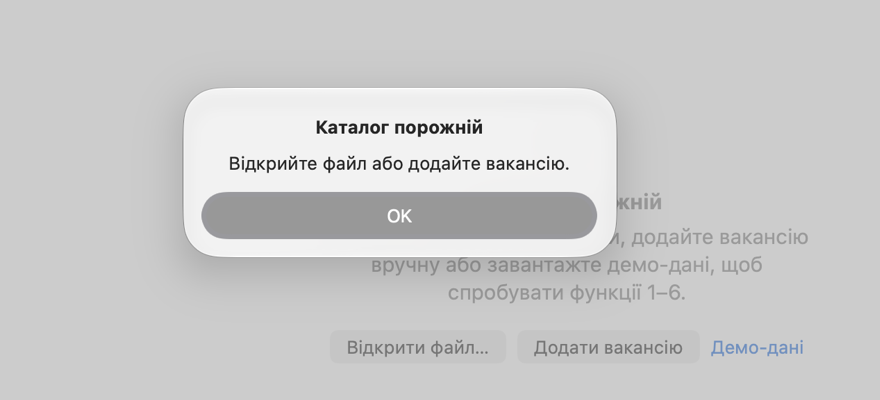 Каталог порожній
Відкрийте файл або додайте вакансію.
OK
додайте вакансію
вручну або завантажте демо-дані, щоб
спробувати функції 1–6.
Відкрити файл...
Додати вакансію
Демо-дані